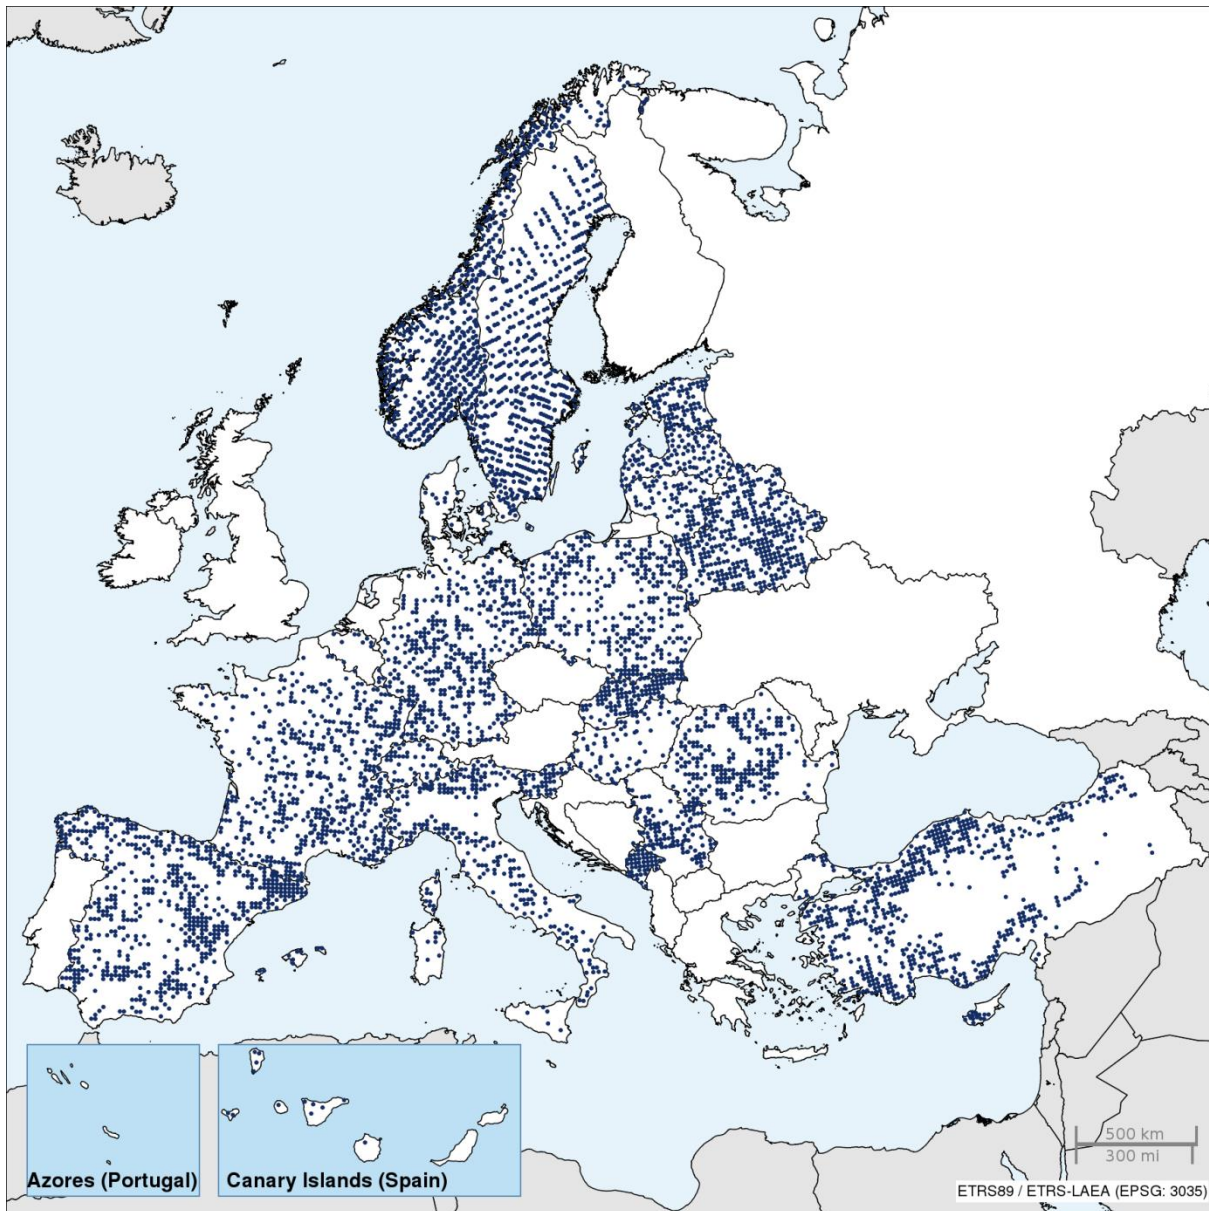 500 km
300 mi
Azores (Portugal)
Canary Islands (Spain)
ETRS89 / ETRS-LAEA (EPSG: 3035)